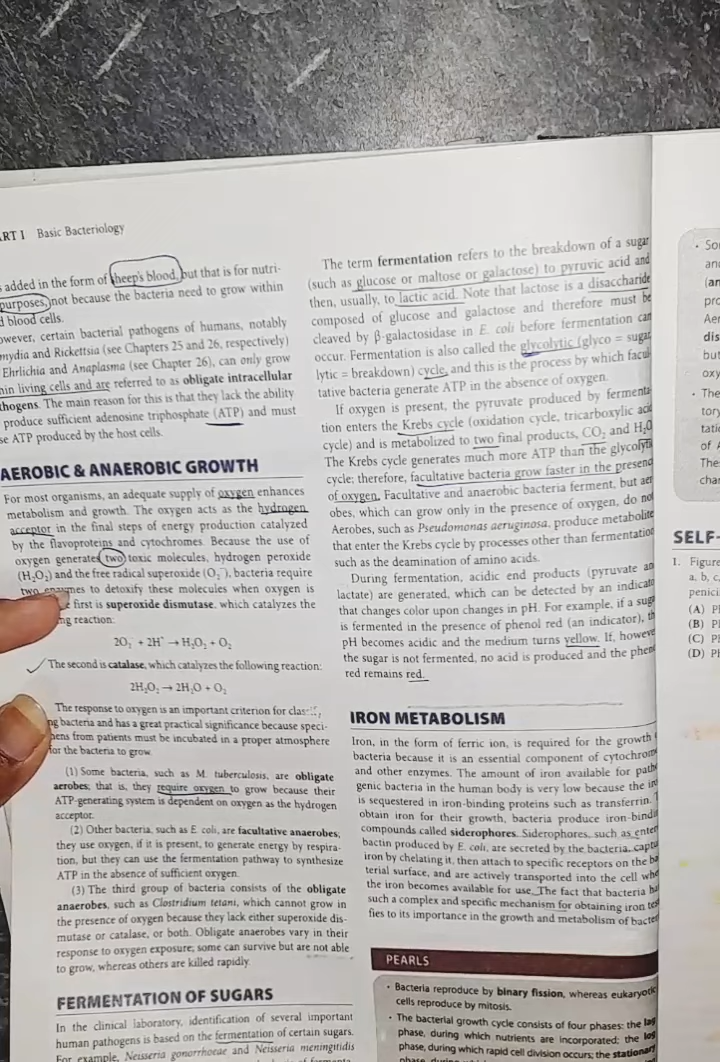 ART I Basic Bacteriology
added in the form of sheep's blood, but that is for nutri-
purposes, not because the bacteria need to grow within
blood cells.
owever, certain bacterial pathogens of humans, notably
mydia and Rickettsia (see Chapters 25 and 26, respectively)
Ehrlichia and Anaplasma (see Chapter 26), can only grow
hin living cells and are referred to as obligate intracellular
thogens. The main reason for this is that they lack the ability
produce sufficient adenosine triphosphate (ATP) and must
se ATP produced by the host cells.
AEROBIC & ANAEROBIC GROWTH
For most organisms, an adequate supply of oxygen enhances
metabolism and growth. The oxygen acts as the hydrogen
acceptor in the final steps of energy production catalyzed
by the flavoproteins and cytochromes. Because the use of
oxygen generates two toxic molecules, hydrogen peroxide
(H₂O₂) and the free radical superoxide (O₂⁻), bacteria require
two enzymes to detoxify these molecules when oxygen is
first is superoxide dismutase, which catalyzes the
ng reaction:
2O₂⁻ + 2H⁺ → H₂O₂ + O₂
The second is catalase, which catalyzes the following reaction:
2H₂O₂ → 2H₂O + O₂
The response to oxygen is an important criterion for
ng bacteria and has a great practical significance because speci-
mens from patients must be incubated in a proper atmosphere
for the bacteria to grow.
(1) Some bacteria, such as M. tuberculosis, are obligate
aerobes; that is, they require oxygen to grow because their
ATP-generating system is dependent on oxygen as the hydrogen
acceptor.
(2) Other bacteria, such as E. coli, are facultative anaerobes;
they use oxygen, if it is present, to generate energy by respira-
tion, but they can use the fermentation pathway to synthesize
ATP in the absence of sufficient oxygen.
(3) The third group of bacteria consists of the obligate
anaerobes, such as Clostridium tetani, which cannot grow in
the presence of oxygen because they lack either superoxide dis-
mutase or catalase, or both. Obligate anaerobes vary in their
response to oxygen exposure; some can survive but are not able
to grow, whereas others are killed rapidly.
FERMENTATION OF SUGARS
In the clinical laboratory, identification of several important
human pathogens is based on the fermentation of certain sugars.
For example, Neisseria gonorrhoeae and Neisseria meningitidis
The term fermentation refers to the breakdown of a sugar
(such as glucose or maltose or galactose) to pyruvic acid and
then, usually, to lactic acid. Note that lactose is a disaccharide
composed of glucose and galactose and therefore must be
cleaved by β-galactosidase in E. coli before fermentation can
occur. Fermentation is also called the glycolytic (glyco = sugar,
lytic = breakdown) cycle, and this is the process by which facul
tative bacteria generate ATP in the absence of oxygen.
If oxygen is present, the pyruvate produced by fermenta-
tion enters the Krebs cycle (oxidation cycle, tricarboxylic acid
cycle) and is metabolized to two final products, CO₂ and H₂O
The Krebs cycle generates much more ATP than the glycolytic
cycle; therefore, facultative bacteria grow faster in the presenc
of oxygen. Facultative and anaerobic bacteria ferment, but aer
obes, which can grow only in the presence of oxygen, do not
Aerobes, such as Pseudomonas aeruginosa, produce metabolite
that enter the Krebs cycle by processes other than fermentation
such as the deamination of amino acids.
During fermentation, acidic end products (pyruvate an
lactate) are generated, which can be detected by an indicato
that changes color upon changes in pH. For example, if a suga
is fermented in the presence of phenol red (an indicator), th
pH becomes acidic and the medium turns yellow. If, howeve
the sugar is not fermented, no acid is produced and the phen
red remains red.
IRON METABOLISM
Iron, in the form of ferric ion, is required for the growth
bacteria because it is an essential component of cytochrom
and other enzymes. The amount of iron available for path
genic bacteria in the human body is very low because the iro
is sequestered in iron-binding proteins such as transferrin. T
obtain iron for their growth, bacteria produce iron-bindi
compounds called siderophores. Siderophores, such as enter
bactin produced by E. coli, are secreted by the bacteria, captu
iron by chelating it, then attach to specific receptors on the ba
terial surface, and are actively transported into the cell whe
the iron becomes available for use. The fact that bacteria ha
such a complex and specific mechanism for obtaining iron tes
fies to its importance in the growth and metabolism of bacter
PEARLS
• Bacteria reproduce by binary fission, whereas eukaryotic
cells reproduce by mitosis.
• The bacterial growth cycle consists of four phases: the lag
phase, during which nutrients are incorporated; the log
phase, during which rapid cell division occurs; the stationary
• So
an
(an
pro
Aer
dis
but
oxy
• The
tory
tatic
of A
The
char
SELF-
1. Figure
a, b, c,
penici
(A) P
(B) P
(C) P
(D) P